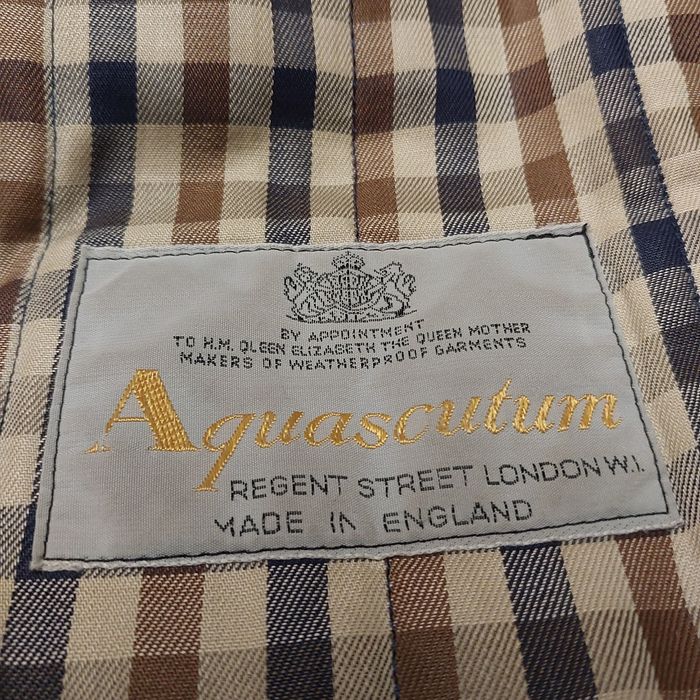 BY APPOINTMENT
TO H.M. QUEEN ELIZABETH THE QUEEN MOTHER
MAKERS OF WEATHERPROOF GARMENTS
Aquascutum
REGENT STREET LONDON W.I.
MADE IN ENGLAND